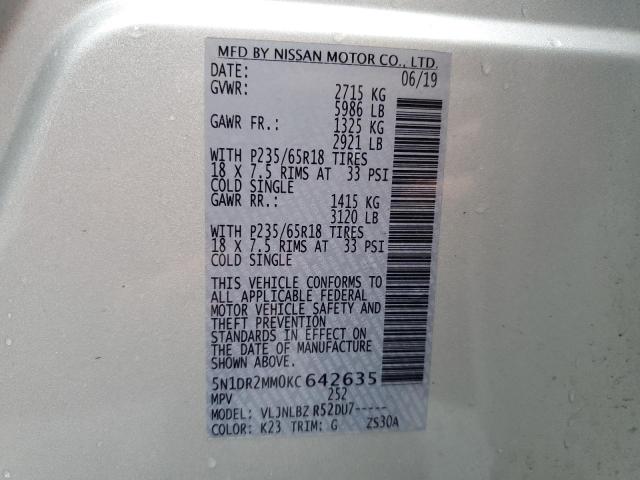 MFD BY NISSAN MOTOR CO., LTD.
DATE: 06/19
GVWR: 2715 KG
5986 LB
GAWR FR.: 1325 KG
2921 LB
WITH P235/65R18 TIRES
18 X 7.5 RIMS AT 33 PSI
COLD SINGLE
GAWR RR.: 1415 KG
3120 LB
WITH P235/65R18 TIRES
18 X 7.5 RIMS AT 33 PSI
COLD SINGLE
THIS VEHICLE CONFORMS TO
ALL APPLICABLE FEDERAL
MOTOR VEHICLE SAFETY AND
THEFT PREVENTION
STANDARDS IN EFFECT ON
THE DATE OF MANUFACTURE
SHOWN ABOVE.
5N1DR2MM0KC642635
MPV 252
MODEL: VLJNLBZ R52DU7-----
COLOR: K23 TRIM: G ZS30A